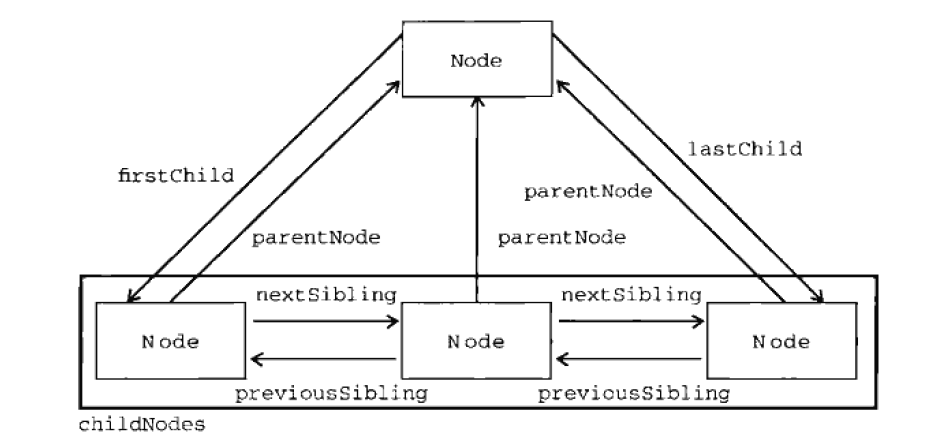 Node
lastChild
firstChild
parentNode
parentNode
parentNode
nextSibling
nextSibling
Node
Node
Node
previousSibling
previousSibling
childNodes